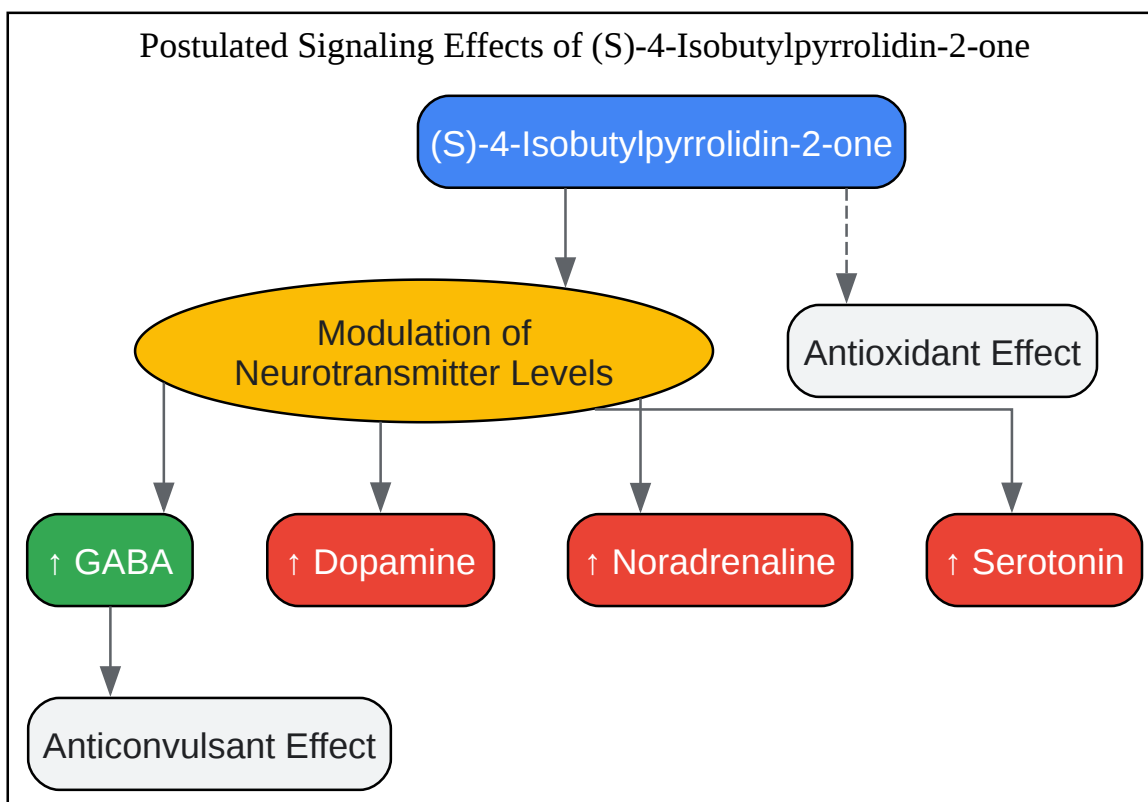 Postulated Signaling Effects of (S)-4-Isobutylpyrrolidin-2-one
(S)-4-Isobutylpyrrolidin-2-one
Modulation of
Neurotransmitter Levels
Antioxidant Effect
↑ GABA
↑ Dopamine
↑ Noradrenaline
↑ Serotonin
Anticonvulsant Effect